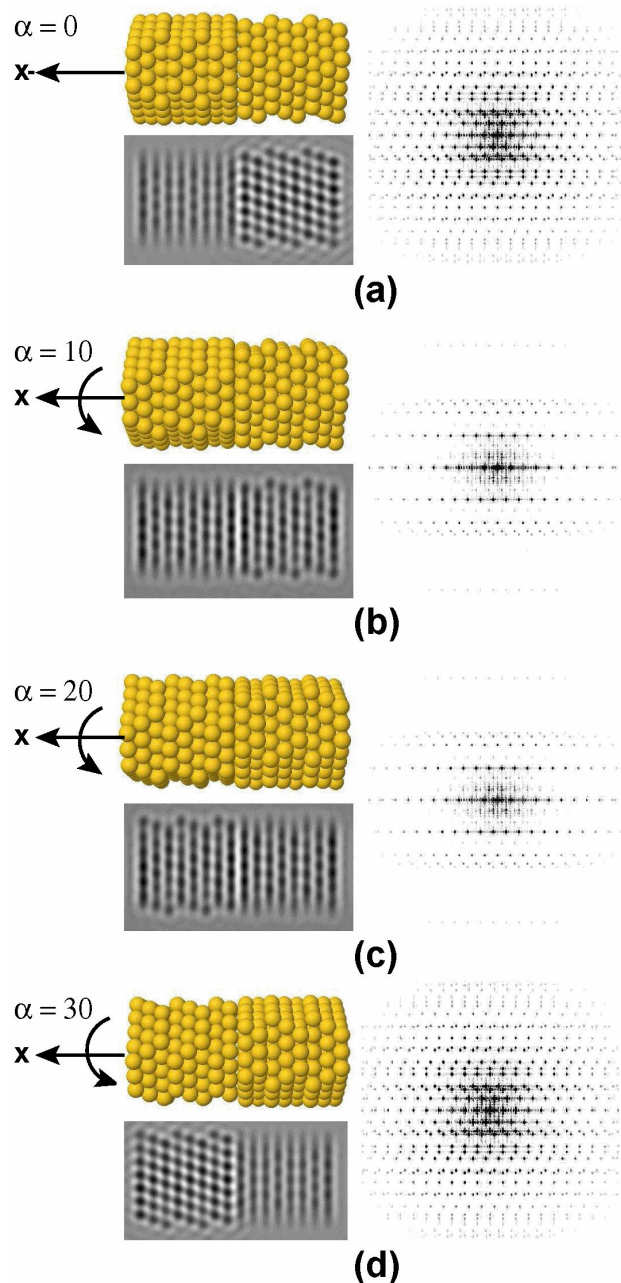 α = 0
x
(a)
α = 10
x
(b)
α = 20
x
(c)
α = 30
x
(d)